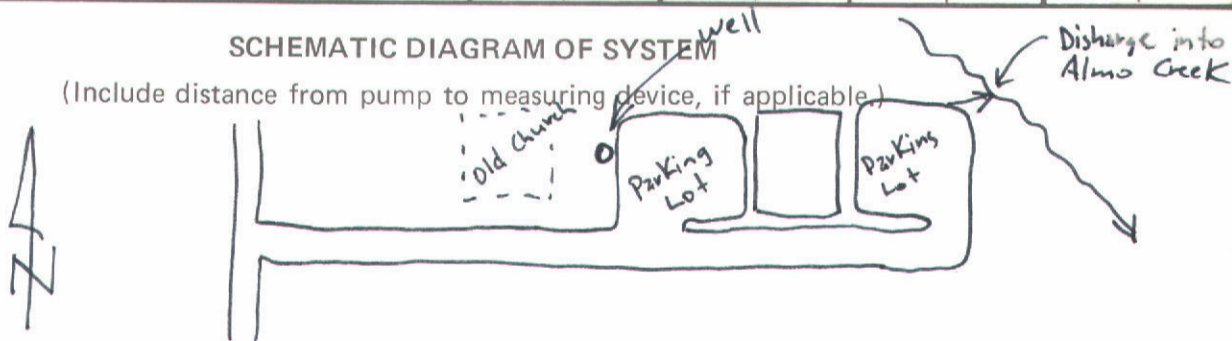 well
SCHEMATIC DIAGRAM OF SYSTEM
(Include distance from pump to measuring device, if applicable.)
Disharge into
Almo Creek
Old Church
Parking
Lot
Parking
Lot
N